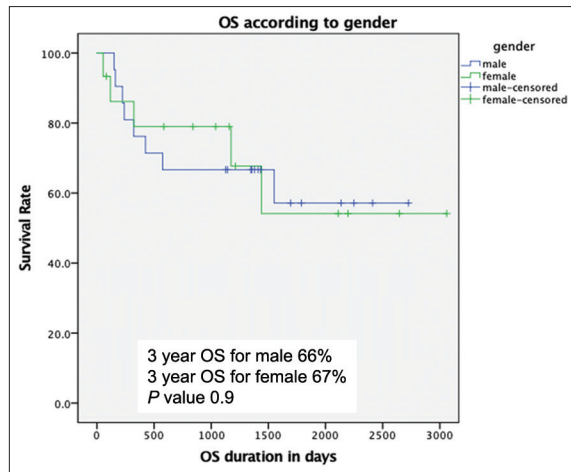 OS according to gender
gender
male
female
male-censored
female-censored
Survival Rate
100.0
80.0
60.0
40.0
20.0
0.0
3 year OS for male 66%
3 year OS for female 67%
P value 0.9
0 500 1000 1500 2000 2500 3000
OS duration in days